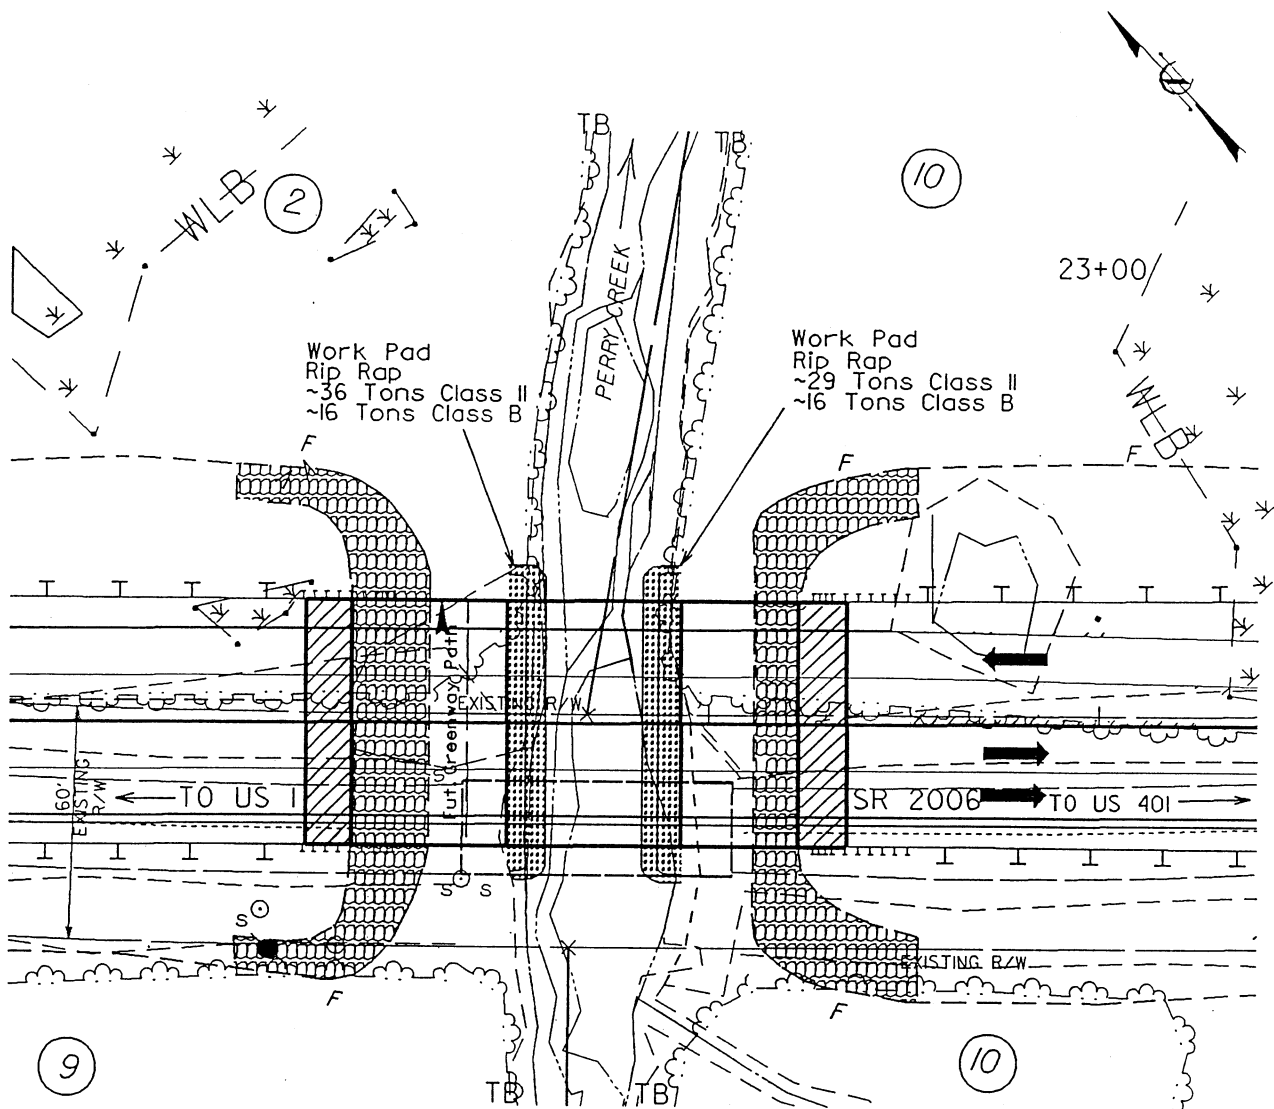 TB
TB
WLB
2
10
23+00
PERRY CREEK
Work Pad
Rip Rap
~36 Tons Class II
~16 Tons Class B
Work Pad
Rip Rap
~29 Tons Class II
~16 Tons Class B
WLB
F
F
F
EXISTING R/W
Fut Greenway Path
S
60'
EXISTING
R/W
TO US 1
SR 2006
TO US 401
S
S
S
EXISTING R/W
F
F
9
TB
TB
10